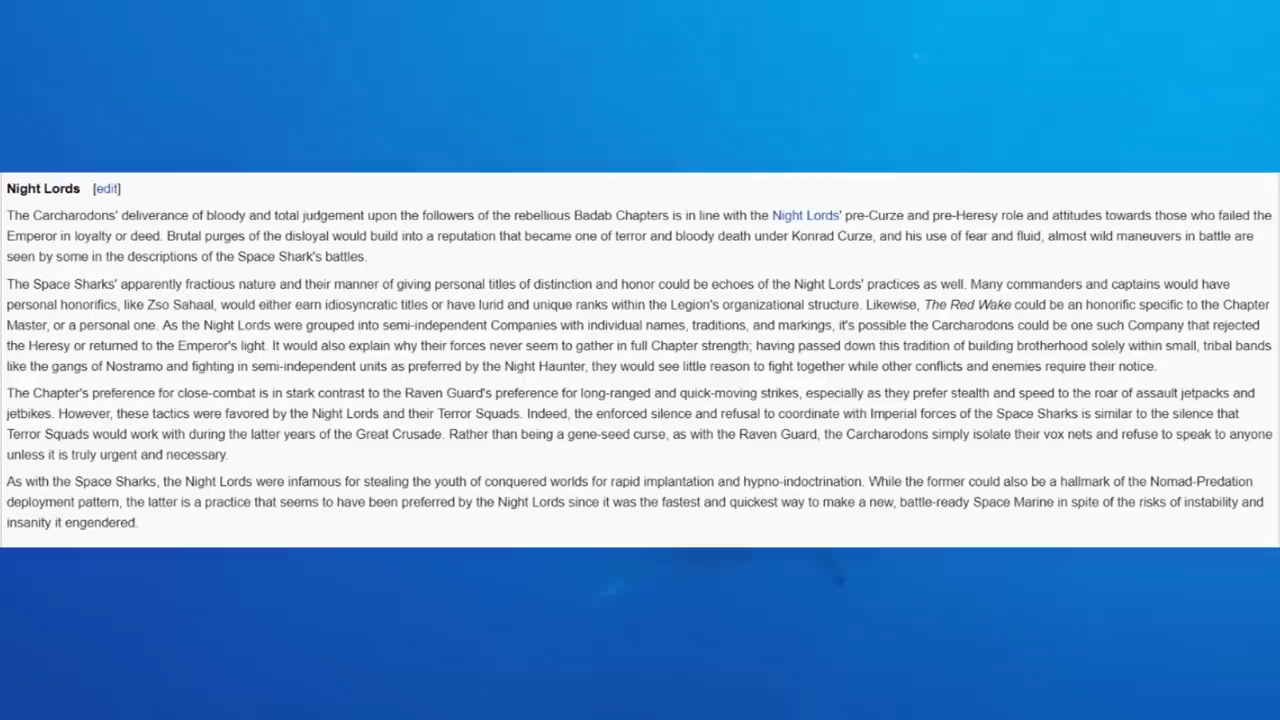 Night Lords [edit]
The Carcharodons' deliverance of bloody and total judgement upon the followers of the rebellious Badab Chapters is in line with the Night Lords' pre-Curze and pre-Heresy role and attitudes towards those who failed the
Emperor in loyalty or deed. Brutal purges of the disloyal would build into a reputation that became one of terror and bloody death under Konrad Curze, and his use of fear and fluid, almost wild maneuvers in battle are
seen by some in the descriptions of the Space Shark's battles.
The Space Sharks' apparently fractious nature and their manner of giving personal titles of distinction and honor could be echoes of the Night Lords' practices as well. Many commanders and captains would have
personal honorifics, like Zso Sahaal, would either earn idiosyncratic titles or have lurid and unique ranks within the Legion's organizational structure. Likewise, The Red Wake could be an honorific specific to the Chapter
Master, or a personal one. As the Night Lords were grouped into semi-independent Companies with individual names, traditions, and markings, it's possible the Carcharodons could be one such Company that rejected
the Heresy or returned to the Emperor's light. It would also explain why their forces never seem to gather in full Chapter strength; having passed down this tradition of building brotherhood solely within small, tribal bands
like the gangs of Nostramo and fighting in semi-independent units as preferred by the Night Haunter, they would see little reason to fight together while other conflicts and enemies require their notice.
The Chapter's preference for close-combat is in stark contrast to the Raven Guard's preference for long-ranged and quick-moving strikes, especially as they prefer stealth and speed to the roar of assault jetpacks and
jetbikes. However, these tactics were favored by the Night Lords and their Terror Squads. Indeed, the enforced silence and refusal to coordinate with Imperial forces of the Space Sharks is similar to the silence that
Terror Squads would work with during the latter years of the Great Crusade. Rather than being a gene-seed curse, as with the Raven Guard, the Carcharodons simply isolate their vox nets and refuse to speak to anyone
unless it is truly urgent and necessary.
As with the Space Sharks, the Night Lords were infamous for stealing the youth of conquered worlds for rapid implantation and hypno-indoctrination. While the former could also be a hallmark of the Nomad-Predation
deployment pattern, the latter is a practice that seems to have been preferred by the Night Lords since it was the fastest and quickest way to make a new, battle-ready Space Marine in spite of the risks of instability and
insanity it engendered.